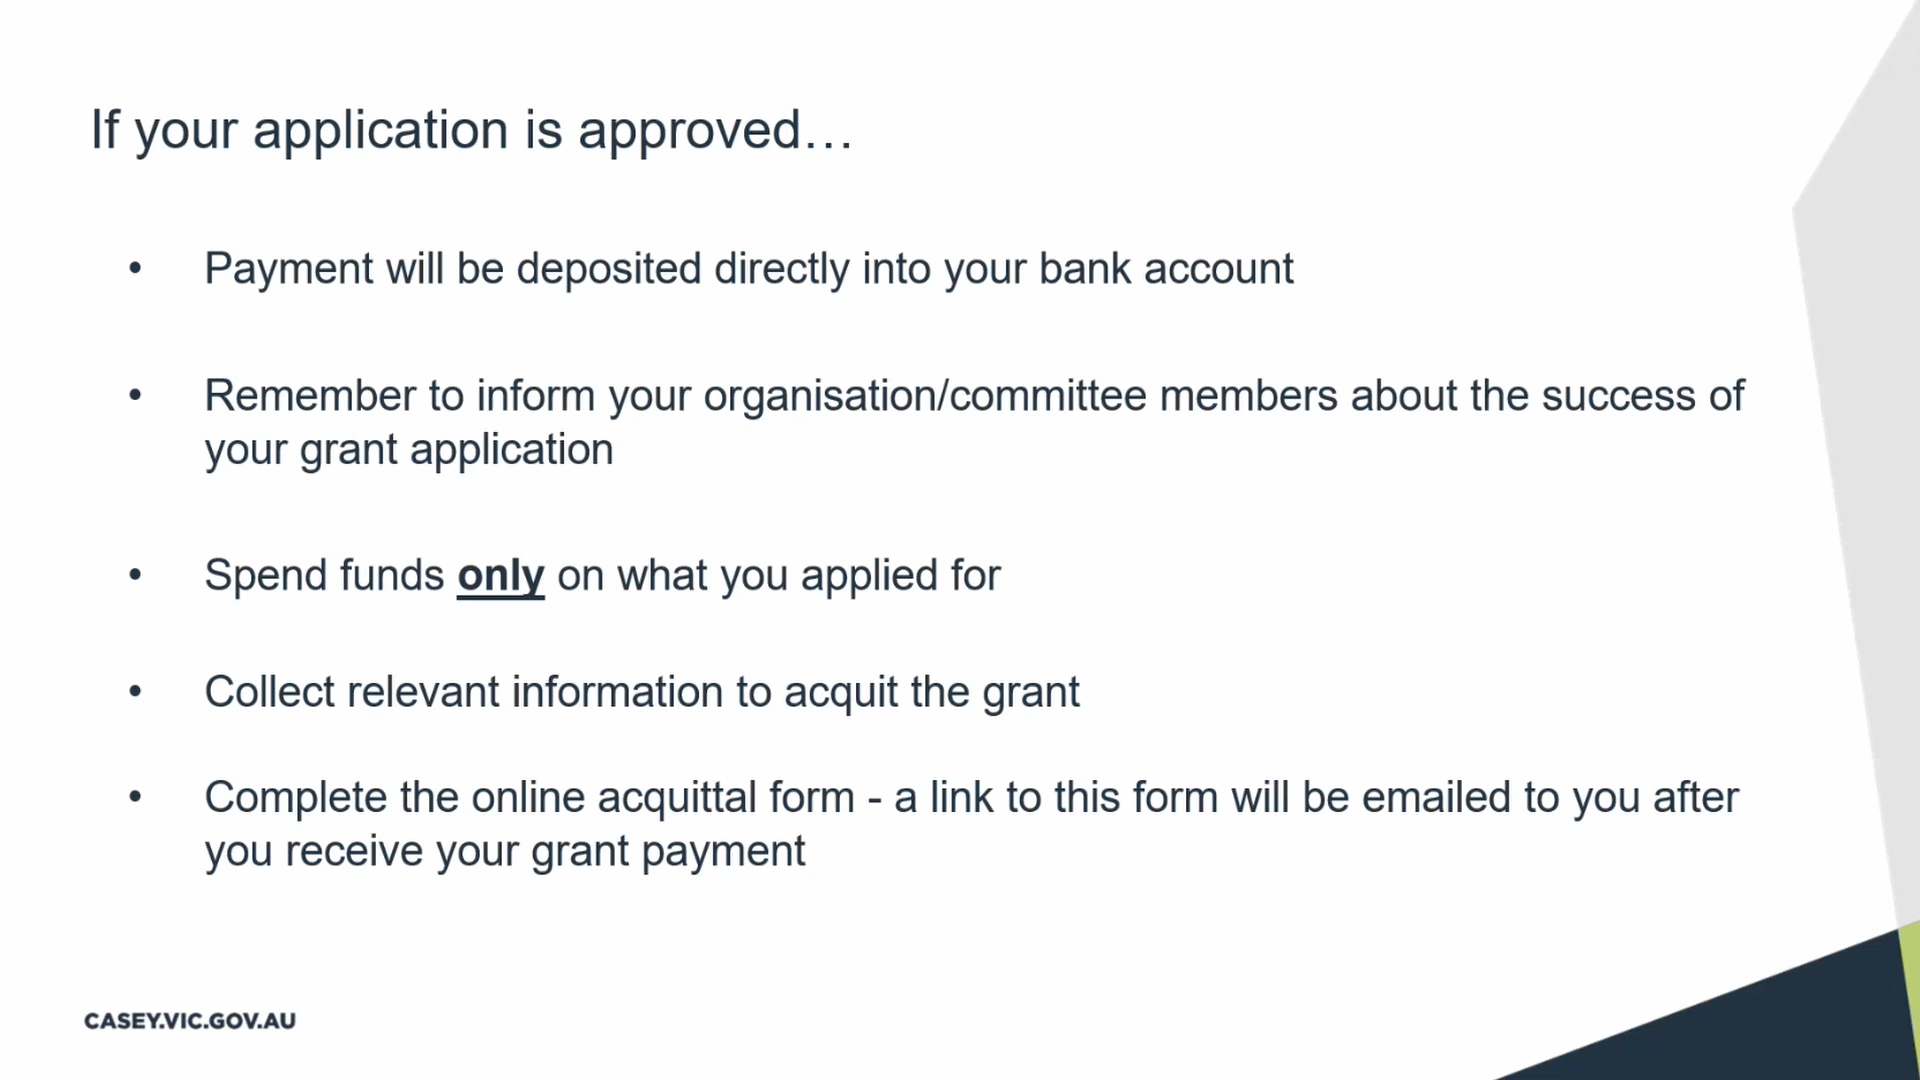 If your application is approved…
• Payment will be deposited directly into your bank account
• Remember to inform your organisation/committee members about the success of
your grant application
• Spend funds only on what you applied for
• Collect relevant information to acquit the grant
• Complete the online acquittal form - a link to this form will be emailed to you after
you receive your grant payment
CASEY.VIC.GOV.AU